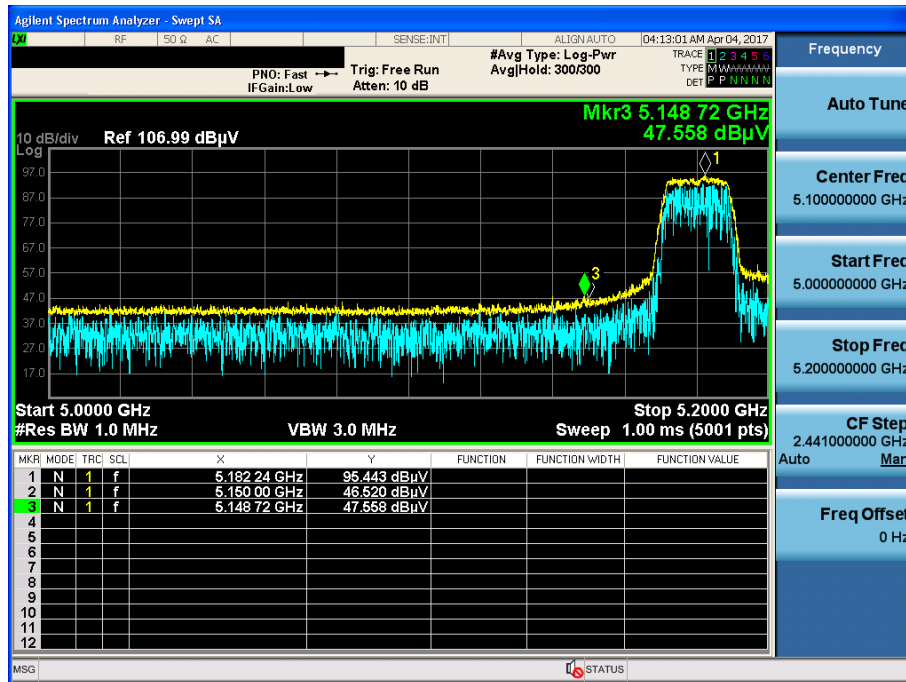 Agilent Spectrum Analyzer - Swept SA
LXI RF 50 Ω AC SENSE:INT ALIGN AUTO 04:13:01 AM Apr 04, 2017
Frequency
PNO: Fast
IFGain:Low
Trig: Free Run
Atten: 10 dB
#Avg Type: Log-Pwr
Avg|Hold: 300/300
TRACE 1 2 3 4 5 6
TYPE M W
DET P P N N N N
Mkr3 5.148 72 GHz
47.558 dBµV
10 dB/div Ref 106.99 dBµV
Log
97.0
87.0
77.0
67.0
57.0
47.0
37.0
27.0
17.0
1
3
Start 5.0000 GHz Stop 5.2000 GHz
#Res BW 1.0 MHz VBW 3.0 MHz Sweep 1.00 ms (5001 pts)
MKR MODE TRC SCL X Y FUNCTION FUNCTION WIDTH FUNCTION VALUE
1 N 1 f 5.182 24 GHz 95.443 dBµV
2 N 1 f 5.150 00 GHz 46.520 dBµV
3 N 1 f 5.148 72 GHz 47.558 dBµV
4
5
6
7
8
9
10
11
12
MSG STATUS
Auto Tune
Center Freq
5.100000000 GHz
Start Freq
5.000000000 GHz
Stop Freq
5.200000000 GHz
CF Step
2.441000000 GHz
Auto Man
Freq Offset
0 Hz